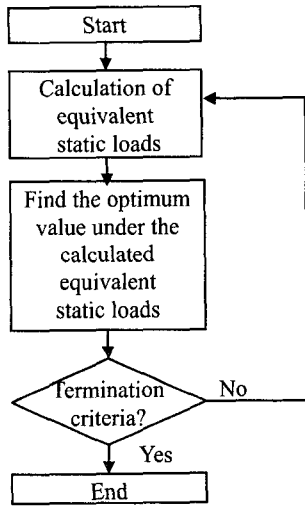 Start
Calculation of
equivalent
static loads
Find the optimum
value under the
calculated
equivalent
static loads
Termination
criteria?
No
Yes
End